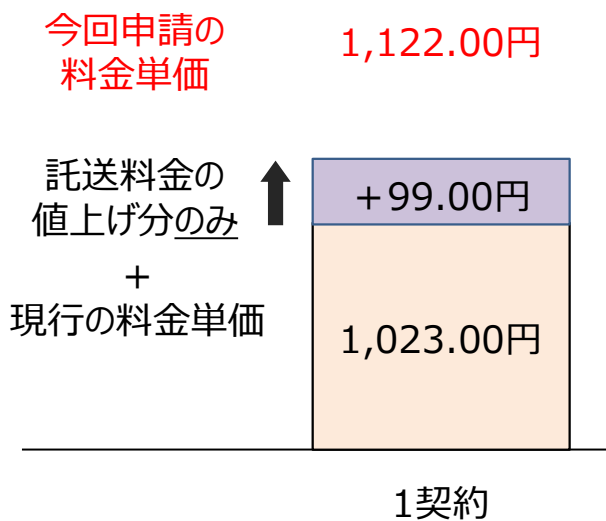 今回申請の
料金単価
1,122.00円
託送料金の
値上げ分のみ
+
現行の料金単価
+99.00円
1,023.00円
1契約